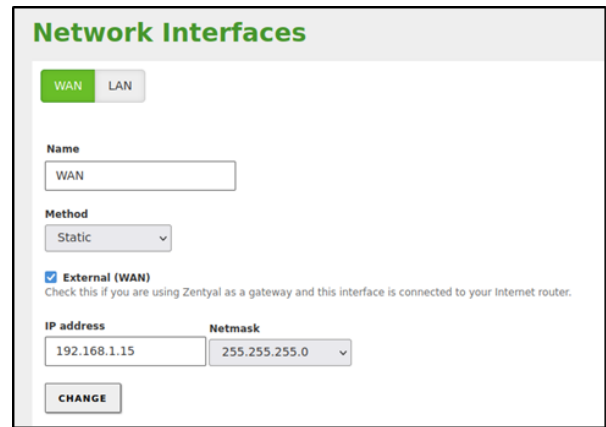 Network Interfaces
WAN LAN
Name
WAN
Method
Static
External (WAN)
Check this if you are using Zentyal as a gateway and this interface is connected to your Internet router.
IP address Netmask
192.168.1.15 255.255.255.0
CHANGE